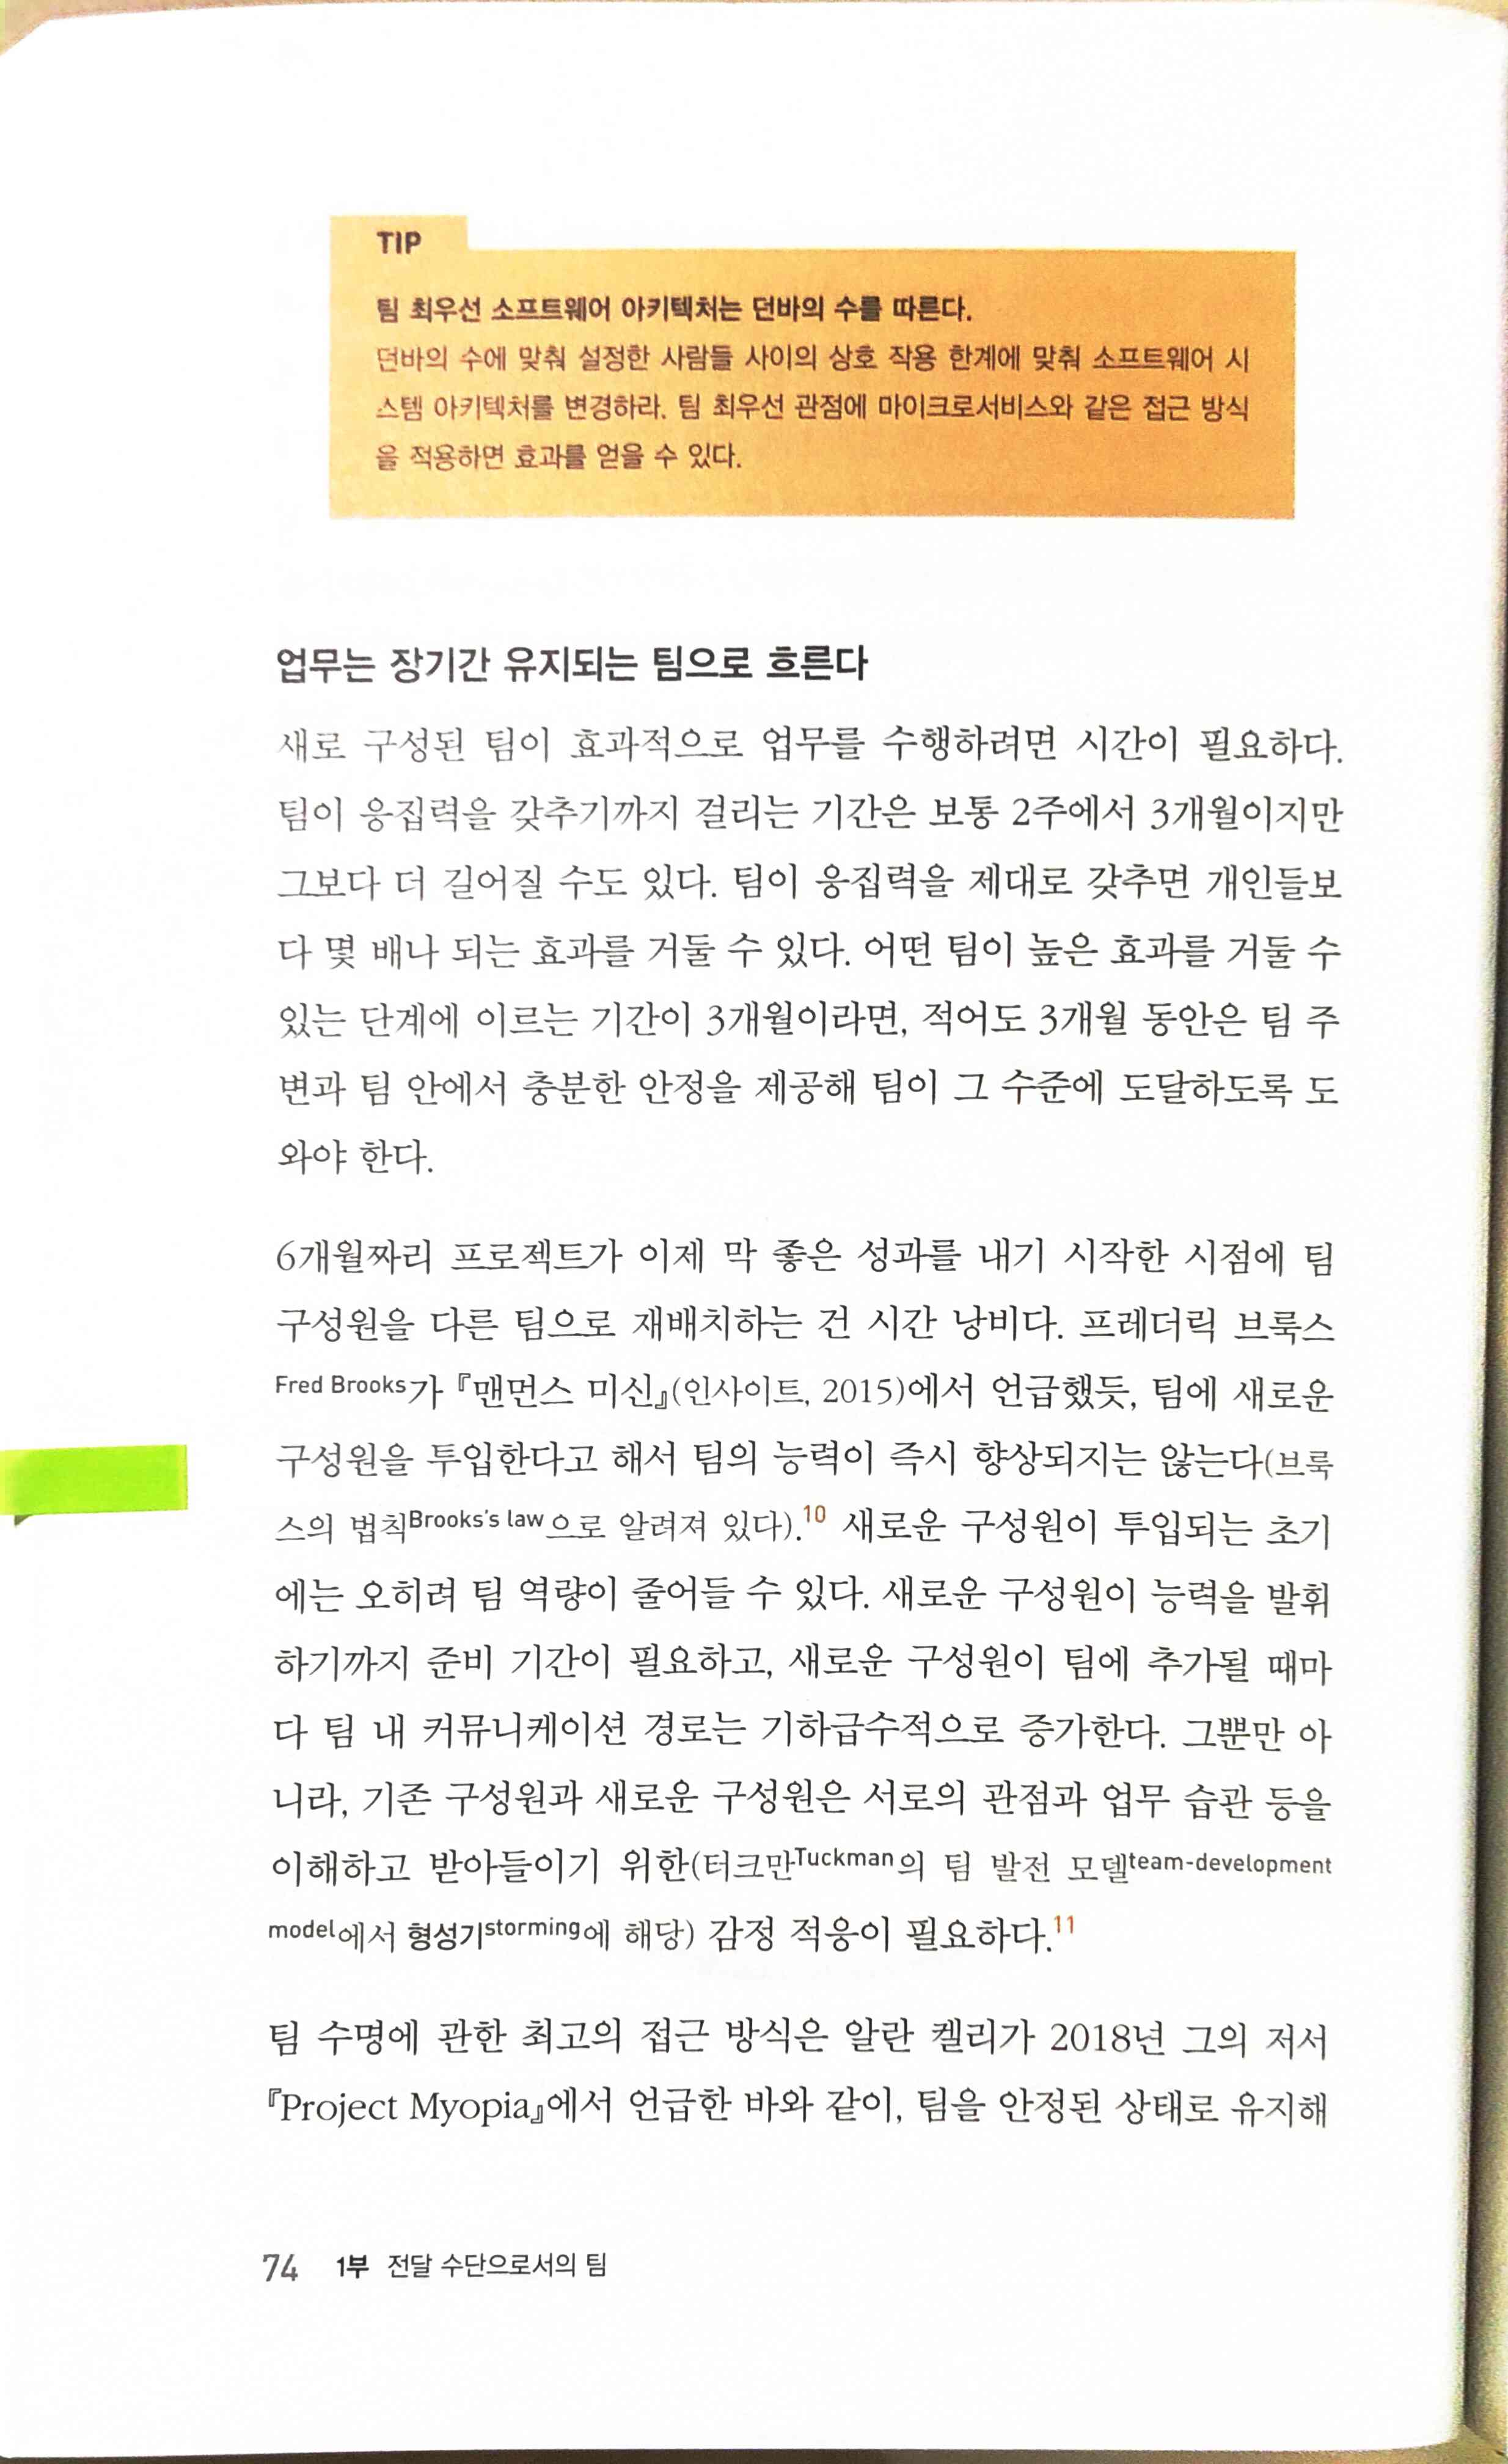 TIP
팀 최우선 소프트웨어 아키텍처는 던바의 수를 따른다.
던바의 수에 맞춰 설정한 사람들 사이의 상호 작용 한계에 맞춰 소프트웨어 시
스템 아키텍처를 변경하라. 팀 최우선 관점에 마이크로서비스와 같은 접근 방식
을 적용하면 효과를 얻을 수 있다.
업무는 장기간 유지되는 팀으로 흐른다
새로 구성된 팀이 효과적으로 업무를 수행하려면 시간이 필요하다.
팀이 응집력을 갖추기까지 걸리는 기간은 보통 2주에서 3개월이지만
그보다 더 길어질 수도 있다. 팀이 응집력을 제대로 갖추면 개인들보
다 몇 배나 되는 효과를 거둘 수 있다. 어떤 팀이 높은 효과를 거둘 수
있는 단계에 이르는 기간이 3개월이라면, 적어도 3개월 동안은 팀 주
변과 팀 안에서 충분한 안정을 제공해 팀이 그 수준에 도달하도록 도
와야 한다.
6개월짜리 프로젝트가 이제 막 좋은 성과를 내기 시작한 시점에 팀
구성원을 다른 팀으로 재배치하는 건 시간 낭비다. 프레더릭 브룩스
Fred Brooks가 『맨먼스 미신』(인사이트, 2015)에서 언급했듯, 팀에 새로운
구성원을 투입한다고 해서 팀의 능력이 즉시 향상되지는 않는다(브룩
스의 법칙Brooks's law으로 알려져 있다).10 새로운 구성원이 투입되는 초기
에는 오히려 팀 역량이 줄어들 수 있다. 새로운 구성원이 능력을 발휘
하기까지 준비 기간이 필요하고, 새로운 구성원이 팀에 추가될 때마
다 팀 내 커뮤니케이션 경로는 기하급수적으로 증가한다. 그뿐만 아
니라, 기존 구성원과 새로운 구성원은 서로의 관점과 업무 습관 등을
이해하고 받아들이기 위한(터크만Tuckman의 팀 발전 모델team-development
model에서 형성기storming에 해당) 감정 적응이 필요하다.11
팀 수명에 관한 최고의 접근 방식은 알란 켈리가 2018년 그의 저서
『Project Myopia』에서 언급한 바와 같이, 팀을 안정된 상태로 유지해
74 1부 전달 수단으로서의 팀